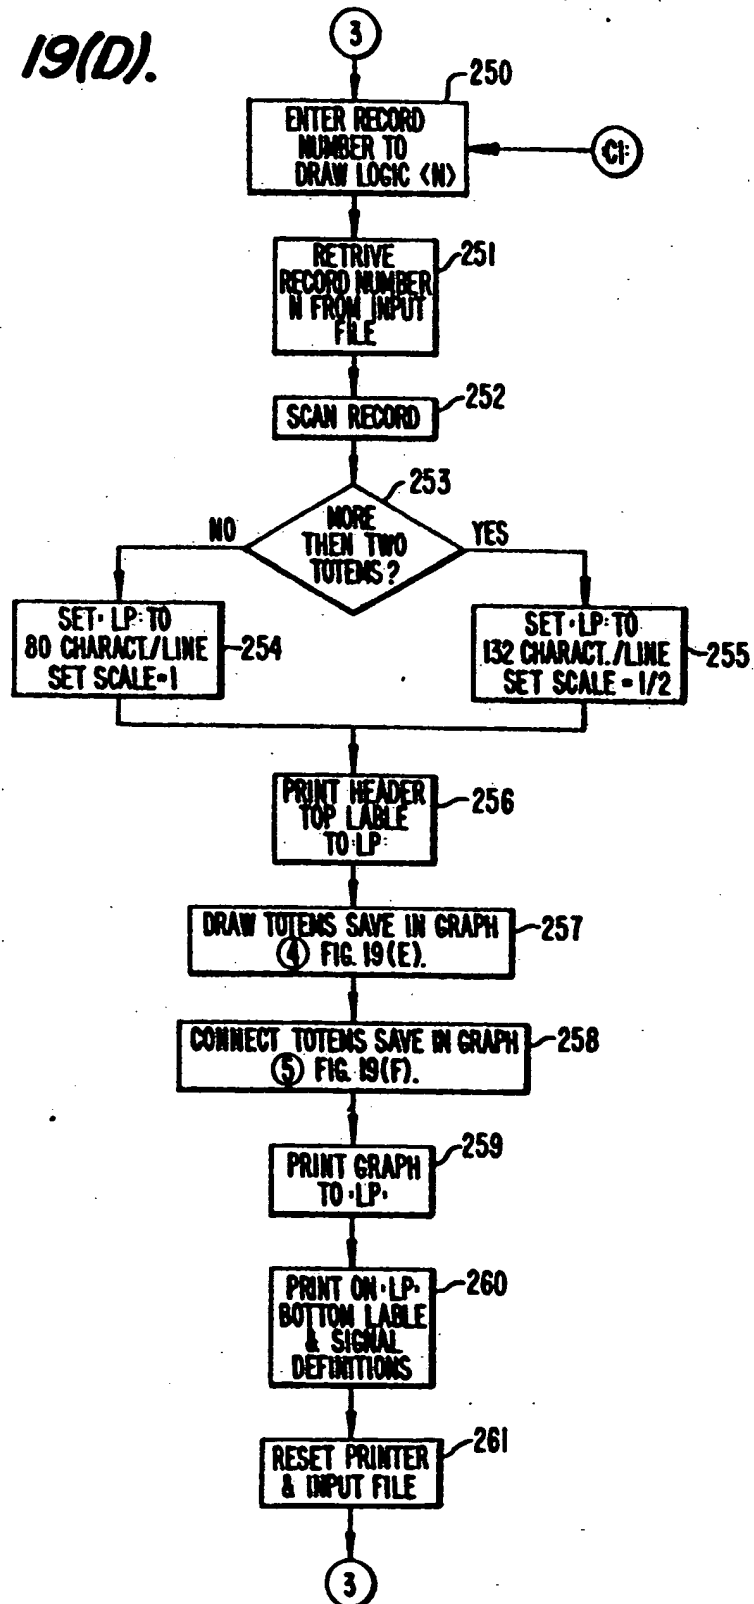 19(D).
3
250
ENTER RECORD
NUMBER TO
DRAW LOGIC <N>
C1:
251
RETRIVE
RECORD NUMBER
N FROM INPUT
FILE
252
SCAN RECORD
253
MORE
THEN TWO
TOTEMS?
NO
YES
SET· LP: TO
80 CHARACT./LINE
SET SCALE=1
254
SET ·LP: TO
132 CHARACT./LINE
SET SCALE = 1/2
255
PRINT HEADER
TOP LABLE
TO LP:
256
DRAW TOTEMS SAVE IN GRAPH
4 FIG. 19(E).
257
CONNECT TOTEMS SAVE IN GRAPH
5 FIG. 19(F).
258
259
PRINT GRAPH
TO ·LP·
PRINT ON ·LP·
BOTTOM LABLE
& SIGNAL
DEFINITIONS
260
261
RESET PRINTER
& INPUT FILE
3